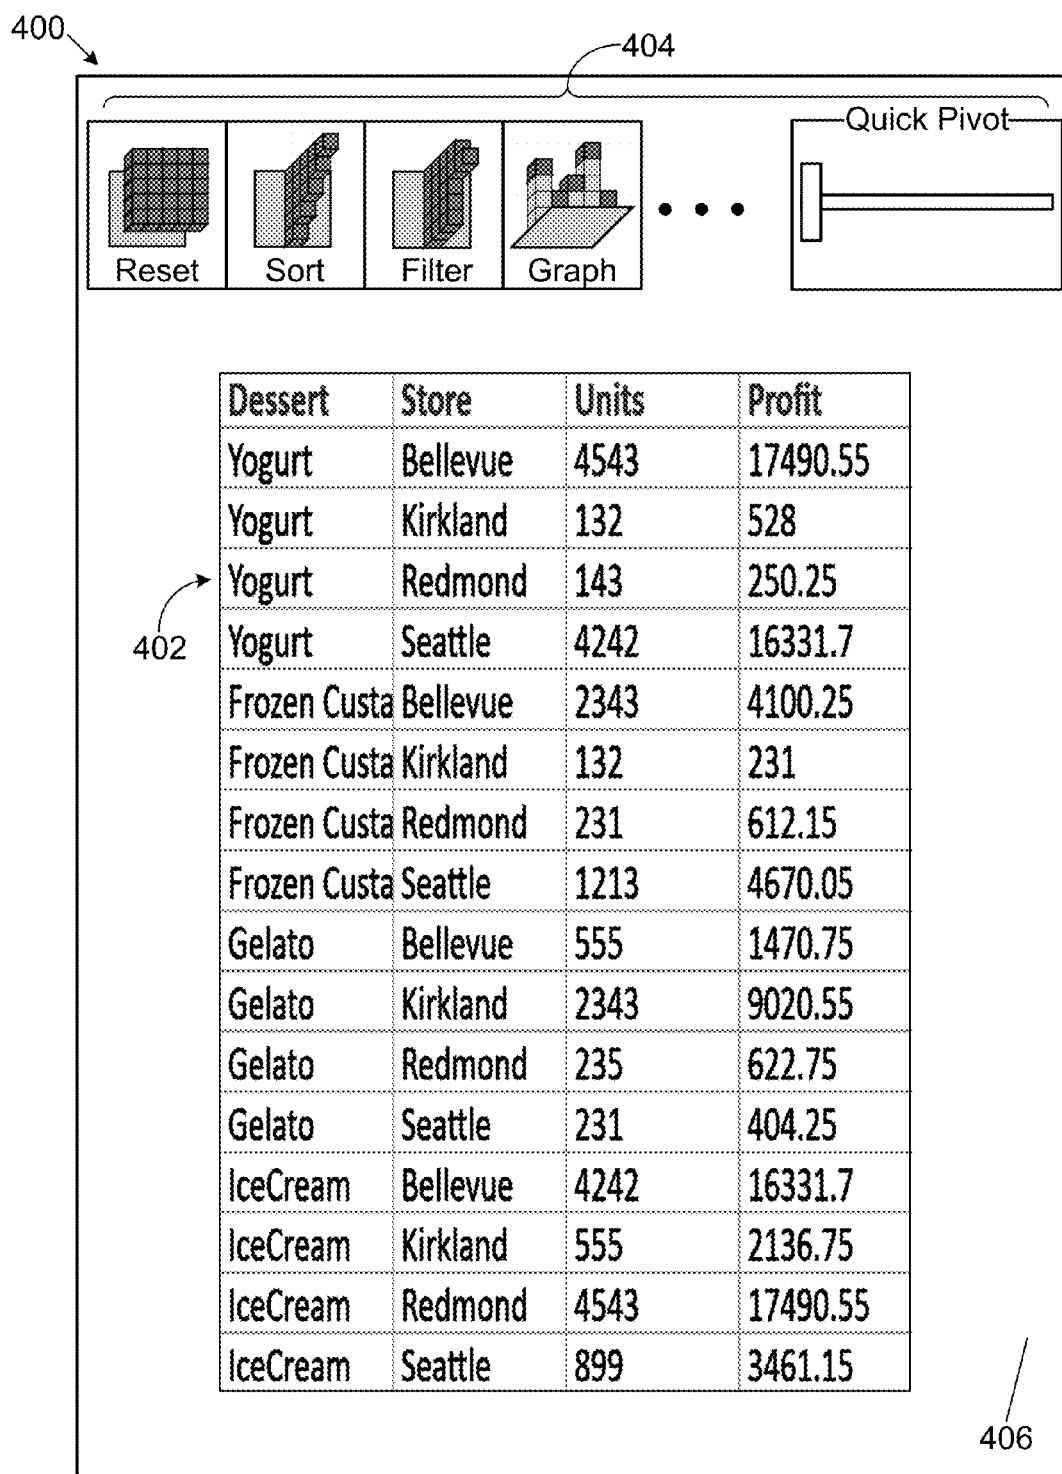 400
404
Reset Sort Filter Graph • • • Quick Pivot
Dessert Store Units Profit
Yogurt Bellevue 4543 17490.55
Yogurt Kirkland 132 528
Yogurt Redmond 143 250.25
402
Yogurt Seattle 4242 16331.7
Frozen Custa Bellevue 2343 4100.25
Frozen Custa Kirkland 132 231
Frozen Custa Redmond 231 612.15
Frozen Custa Seattle 1213 4670.05
Gelato Bellevue 555 1470.75
Gelato Kirkland 2343 9020.55
Gelato Redmond 235 622.75
Gelato Seattle 231 404.25
IceCream Bellevue 4242 16331.7
IceCream Kirkland 555 2136.75
IceCream Redmond 4543 17490.55
IceCream Seattle 899 3461.15
406